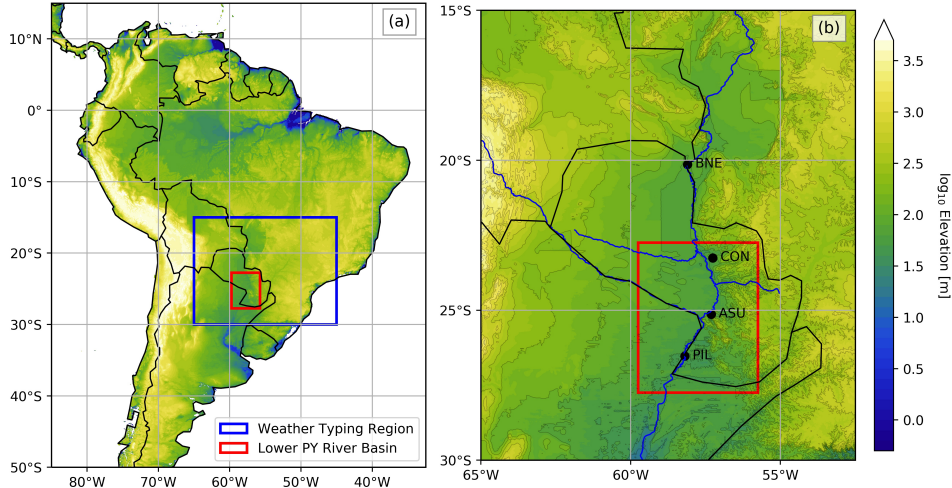 (a)
10°N
0°
10°S
20°S
30°S
40°S
50°S
80°W
70°W
60°W
50°W
40°W
Weather Typing Region
Lower PY River Basin
(b)
15°S
20°S
25°S
30°S
65°W
60°W
55°W
BNE
CON
ASU
PIL
3.5
3.0
2.5
2.0
1.5
1.0
0.5
0.0
log₁₀ Elevation [m]